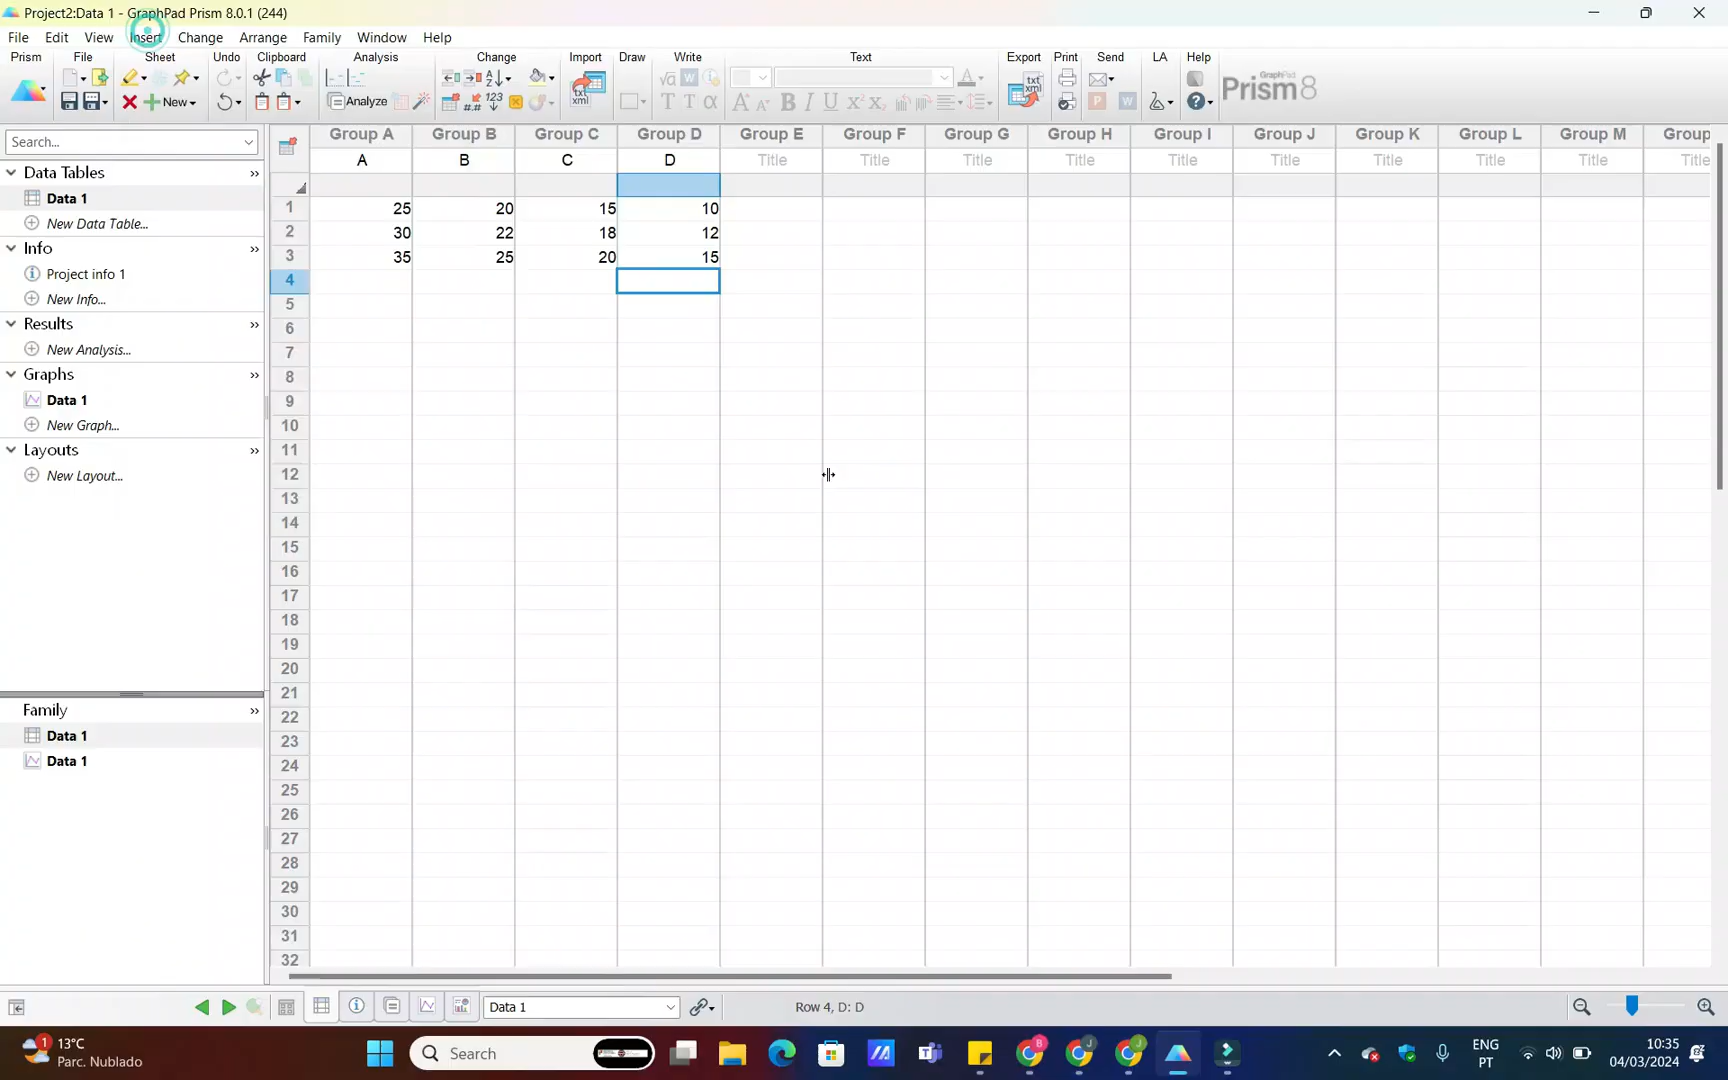 Project2:Data 1 - GraphPad Prism 8.0.1 (244)
File Edit View Insert Change Arrange Family Window Help
Prism File Sheet Undo Clipboard Analysis Change Import Draw Write Text Export Print Send LA Help
New Analyze GraphPad Prism 8
Search...
Data Tables
Data 1
New Data Table...
Info
Project info 1
New Info...
Results
New Analysis...
Graphs
Data 1
New Graph...
Layouts
New Layout...
Family
Data 1
Data 1
Group A Group B Group C Group D Group E Group F Group G Group H Group I Group J Group K Group L Group M Group
A B C D Title Title Title Title Title Title Title Title Title Title
1 25 20 15 10
2 30 22 18 12
3 35 25 20 15
4
5
6
7
8
9
10
11
12
13
14
15
16
17
18
19
20
21
22
23
24
25
26
27
28
29
30
31
32
Data 1 Row 4, D: D
1 13°C
Parc. Nublado
Search
ENG
PT
10:35
04/03/2024